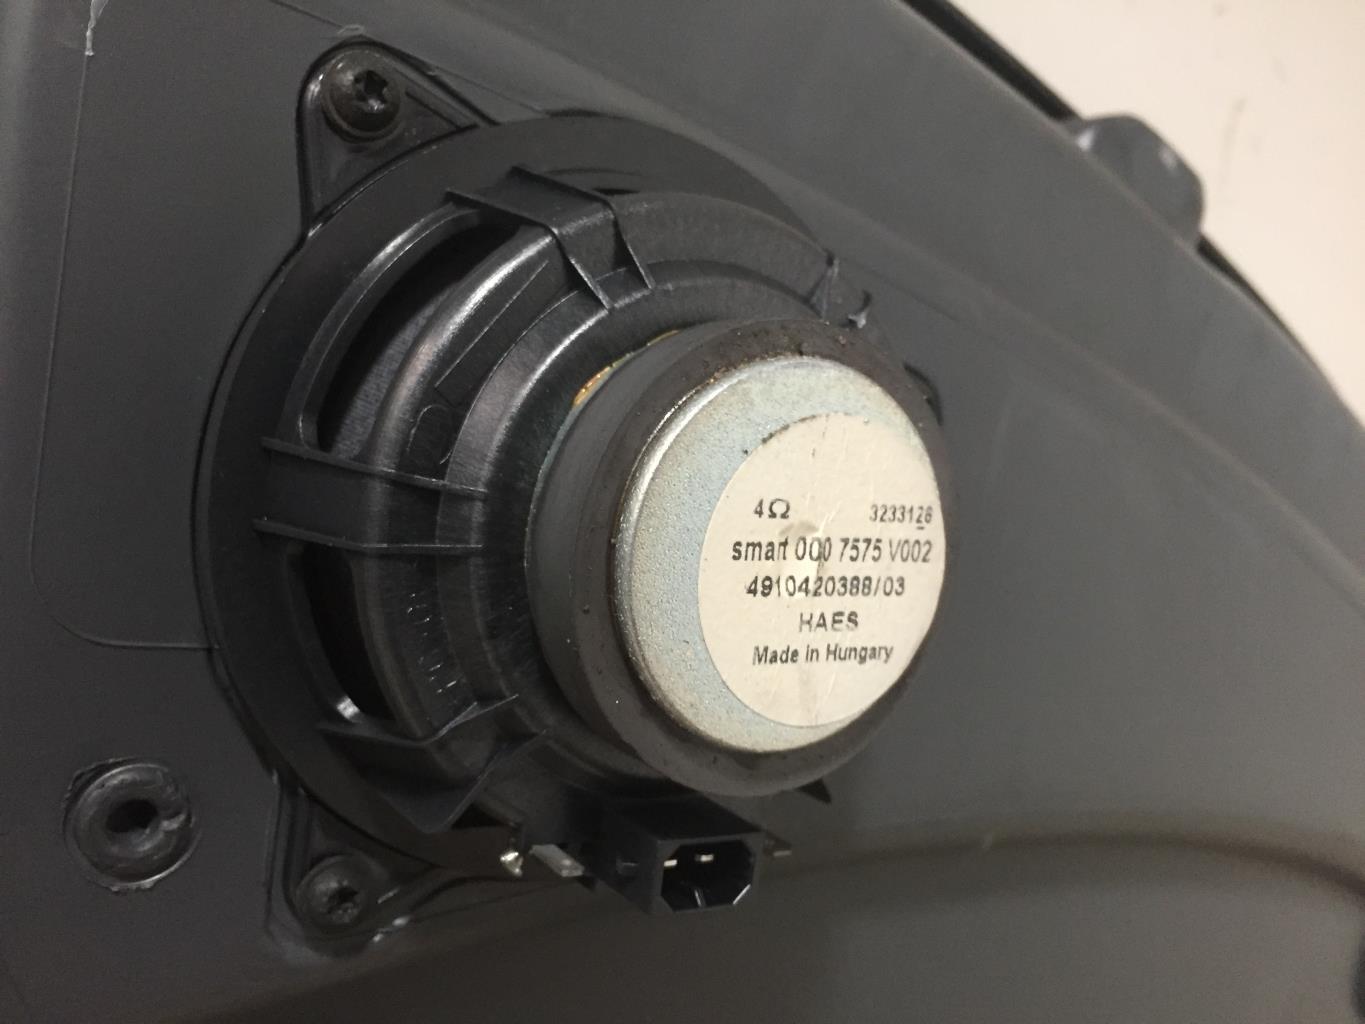 4Ω 3233126
smart 000 7575 V002
4910420388/03
HAES
Made in Hungary